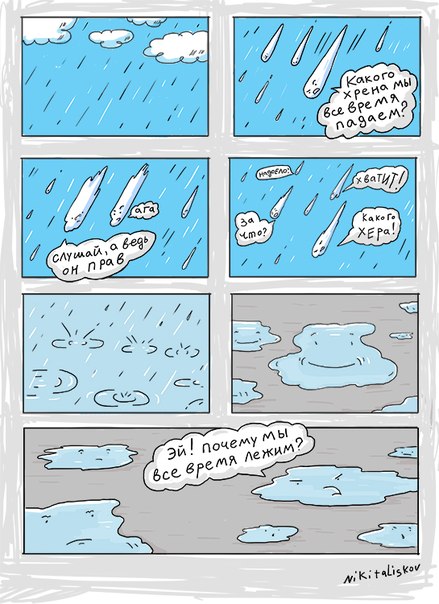 Какого
хрена мы
все время
падаем?
ага
слушай, а ведь
он прав
надоело!
хватит!
За
что?
какого
хера!
Эй! почему мы
все время лежим?
Nikitaliskov